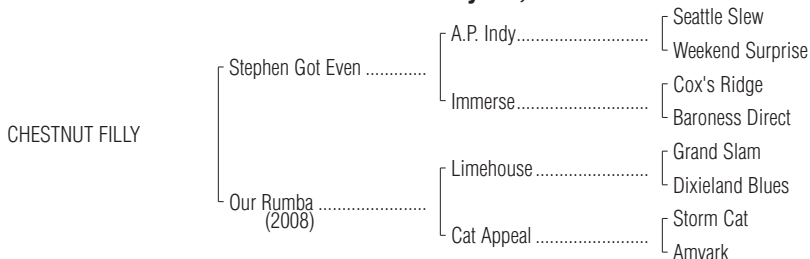 Seattle Slew
A.P. Indy
Weekend Surprise
Stephen Got Even
Cox's Ridge
Immerse
Baroness Direct
CHESTNUT FILLY
Grand Slam
Limehouse
Dixieland Blues
Our Rumba
(2008)
Storm Cat
Cat Appeal
Amyark